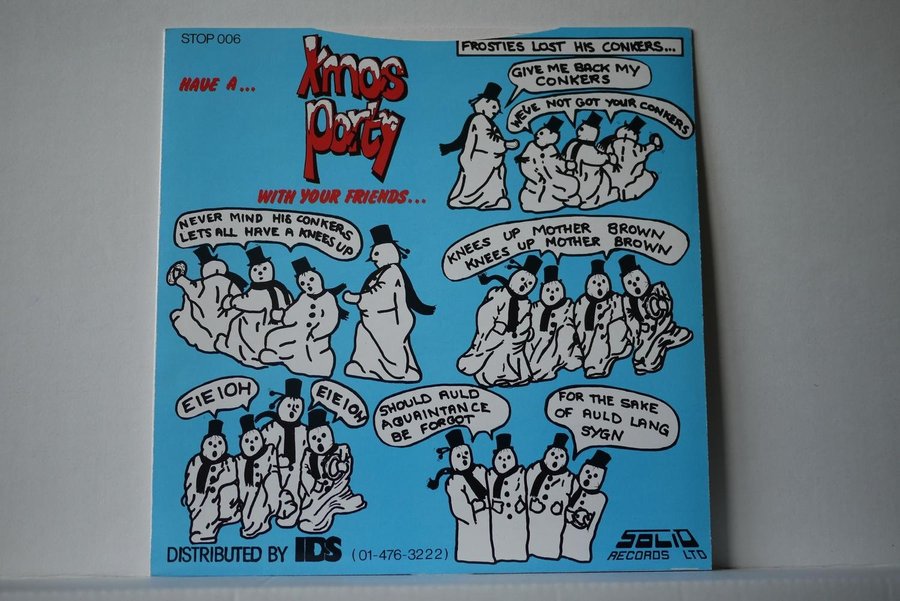 STOP 006
HAVE A...
Xmas
Party
WITH YOUR FRIENDS...
FROSTIES LOST HIS CONKERS...
GIVE ME BACK MY
CONKERS
WE'VE NOT GOT YOUR CONKERS
NEVER MIND HIS CONKERS
LETS ALL HAVE A KNEES UP
KNEES UP MOTHER BROWN
KNEES UP MOTHER BROWN
EIEIOH
EIEIOH
SHOULD AULD
AQUAINTANCE
BE FORGOT
FOR THE SAKE
OF AULD LANG
SYGN
DISTRIBUTED BY IDS (01-476-3222)
SOLID
RECORDS LTD